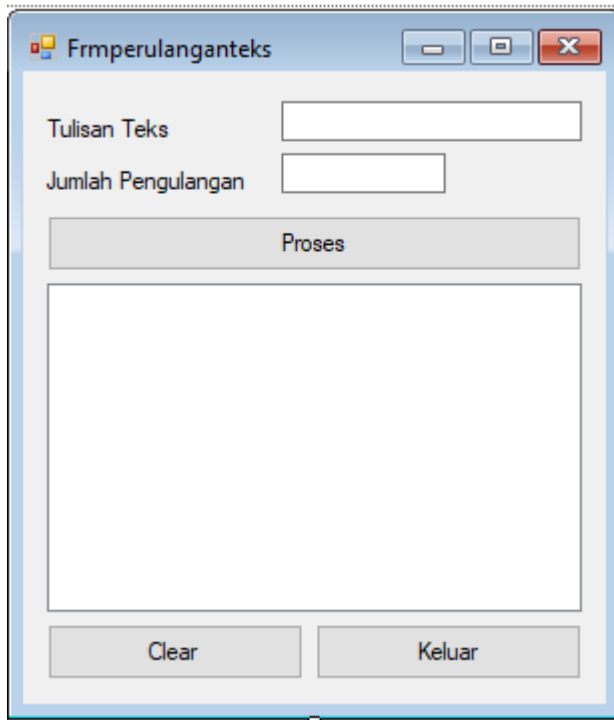 Frmperulanganteks
Tulisan Teks
Jumlah Pengulangan
Proses
Clear
Keluar